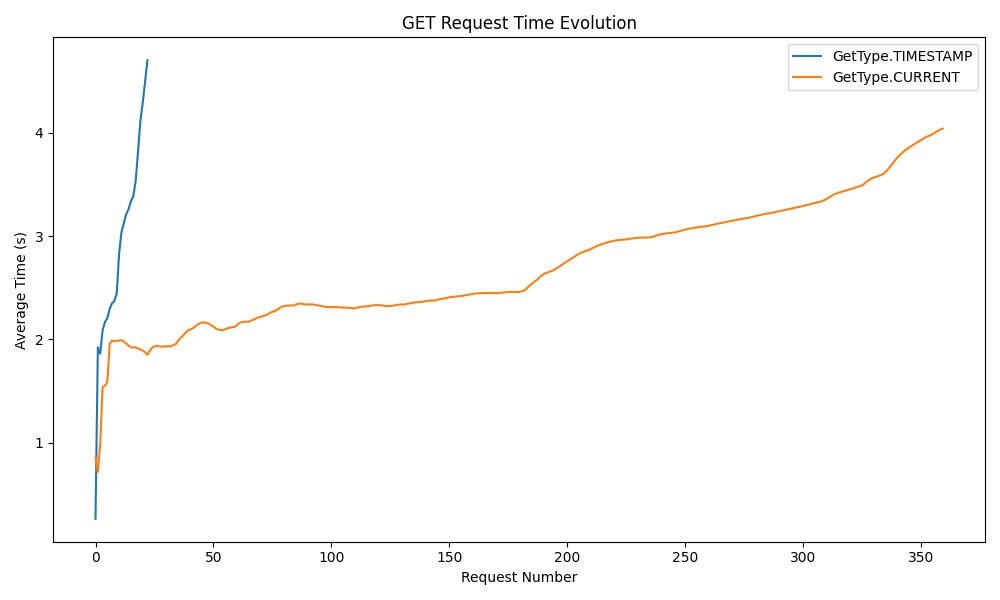 GET Request Time Evolution
GetType.TIMESTAMP
GetType.CURRENT
Average Time (s)
4
3
2
1
0 50 100 150 200 250 300 350
Request Number